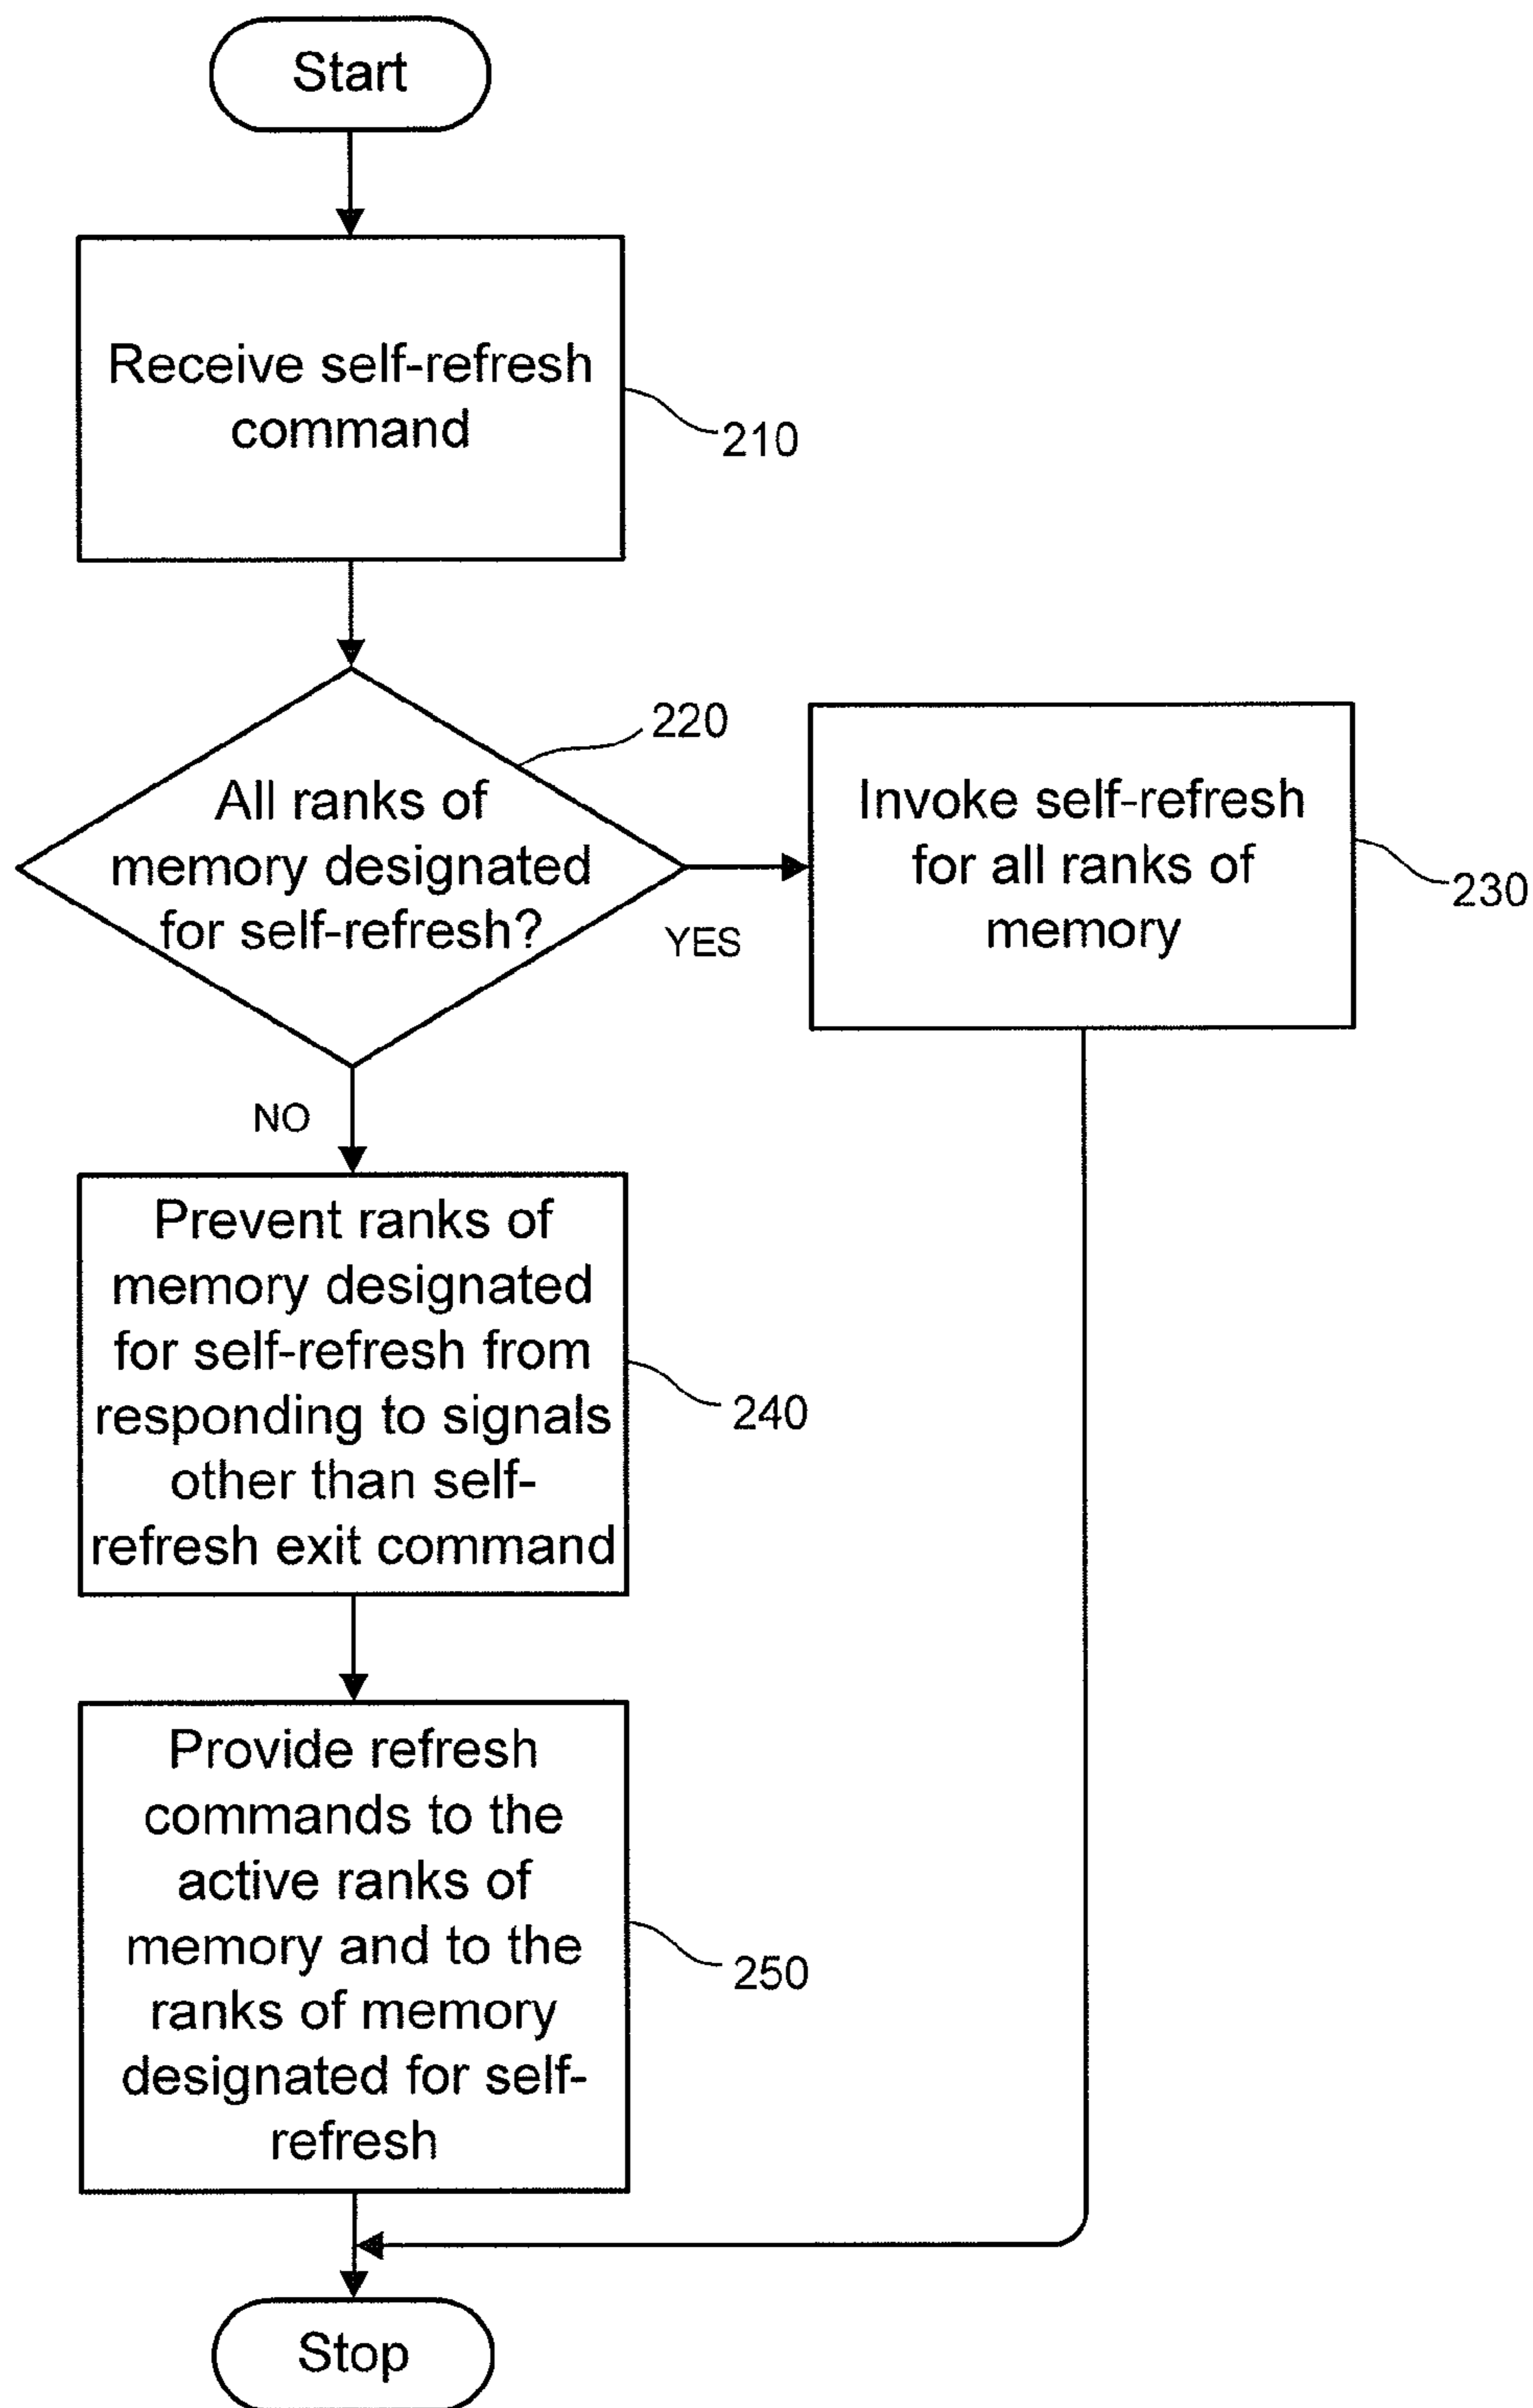 Start
Receive self-refresh
command
210
220
All ranks of
memory designated
for self-refresh?
YES
Invoke self-refresh
for all ranks of
memory
230
NO
Prevent ranks of
memory designated
for self-refresh from
responding to signals
other than self-
refresh exit command
240
Provide refresh
commands to the
active ranks of
memory and to the
ranks of memory
designated for self-
refresh
250
Stop